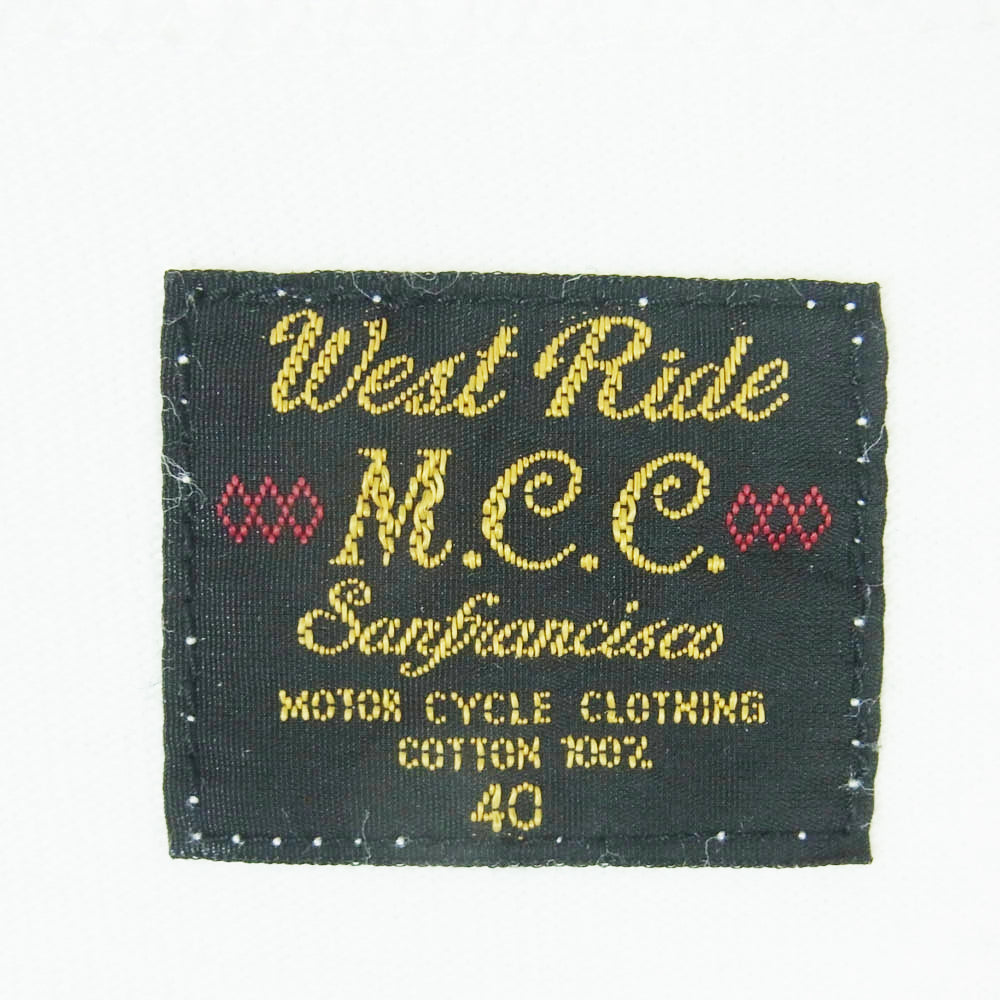 West Ride
M.C.C.
Sanfrancisco
MOTOR CYCLE CLOTHING
COTTON 100%
40